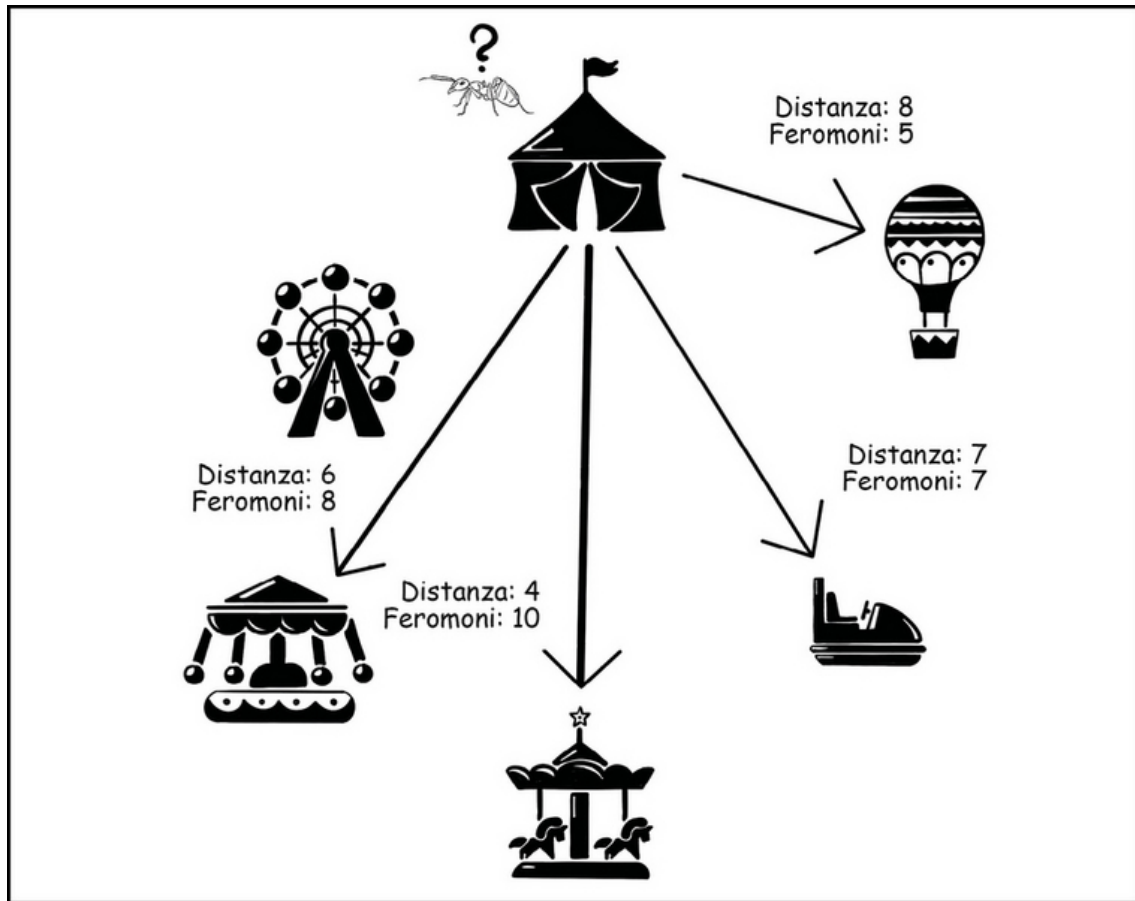 ?
Distanza: 8
Feromoni: 5
Distanza: 6
Feromoni: 8
Distanza: 7
Feromoni: 7
Distanza: 4
Feromoni: 10